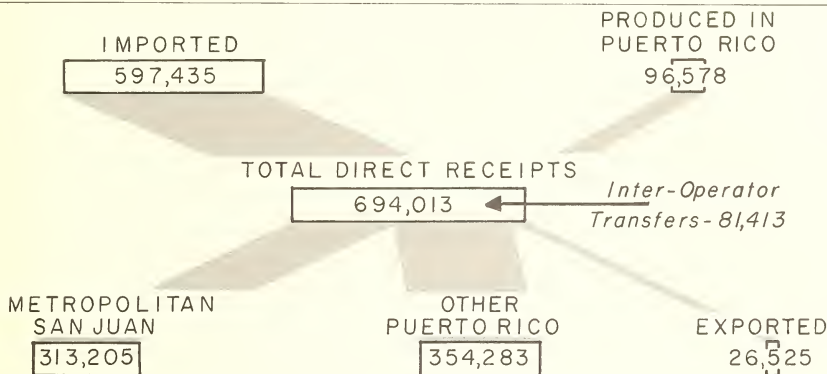 IMPORTED
597,435
PRODUCED IN
PUERTO RICO
96,578
TOTAL DIRECT RECEIPTS
694,013
Inter-Operator
Transfers-81,413
METROPOLITAN
SAN JUAN
313,205
OTHER
PUERTO RICO
354,283
EXPORTED
26,525